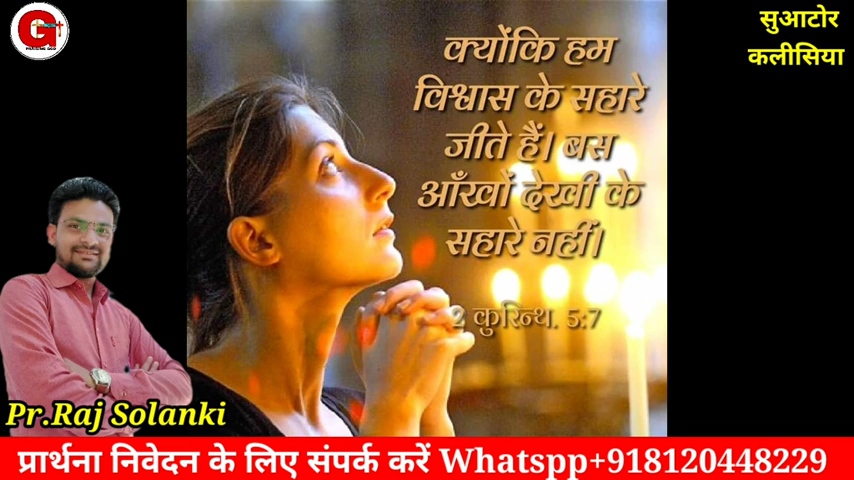 G
सुआटोर
कलीसिया
क्योंकि हम
विश्वास के सहारे
जीते हैं। बस
आँखों देखी के
सहारे नहीं।
2 कुरिन्थ. 5:7
Pr.Raj Solanki
प्रार्थना निवेदन के लिए संपर्क करें Whatspp+918120448229